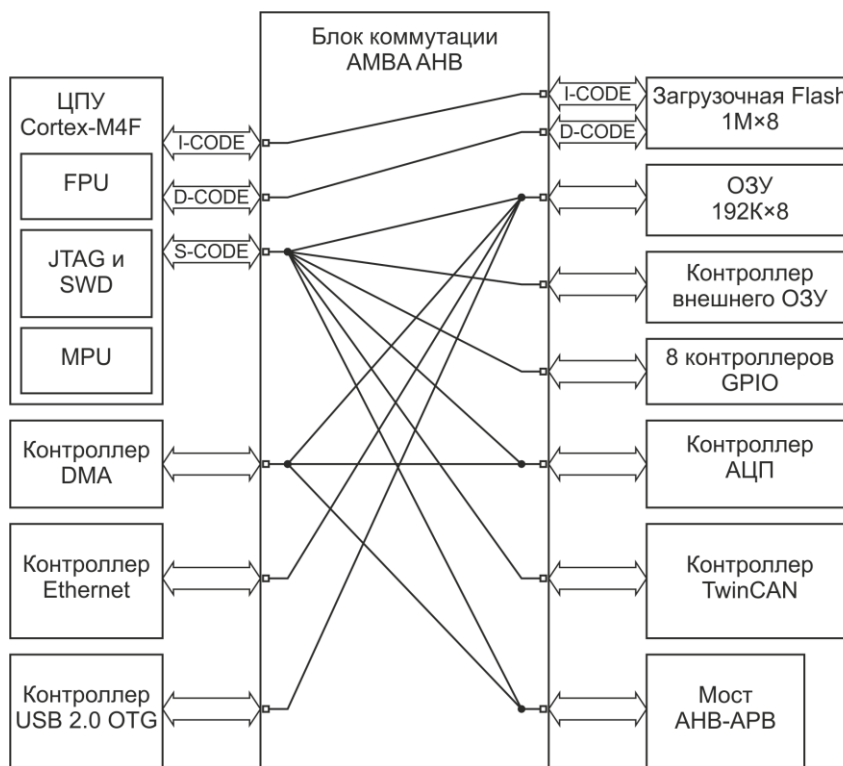 Блок коммутации
AMBA AHB
ЦПУ
Cortex-M4F
FPU
JTAG и
SWD
MPU
I-CODE
D-CODE
S-CODE
Контроллер
DMA
Контроллер
Ethernet
Контроллер
USB 2.0 OTG
I-CODE
D-CODE
Загрузочная Flash
1М×8
ОЗУ
192К×8
Контроллер
внешнего ОЗУ
8 контроллеров
GPIO
Контроллер
АЦП
Контроллер
TwinCAN
Мост
AHB-APB